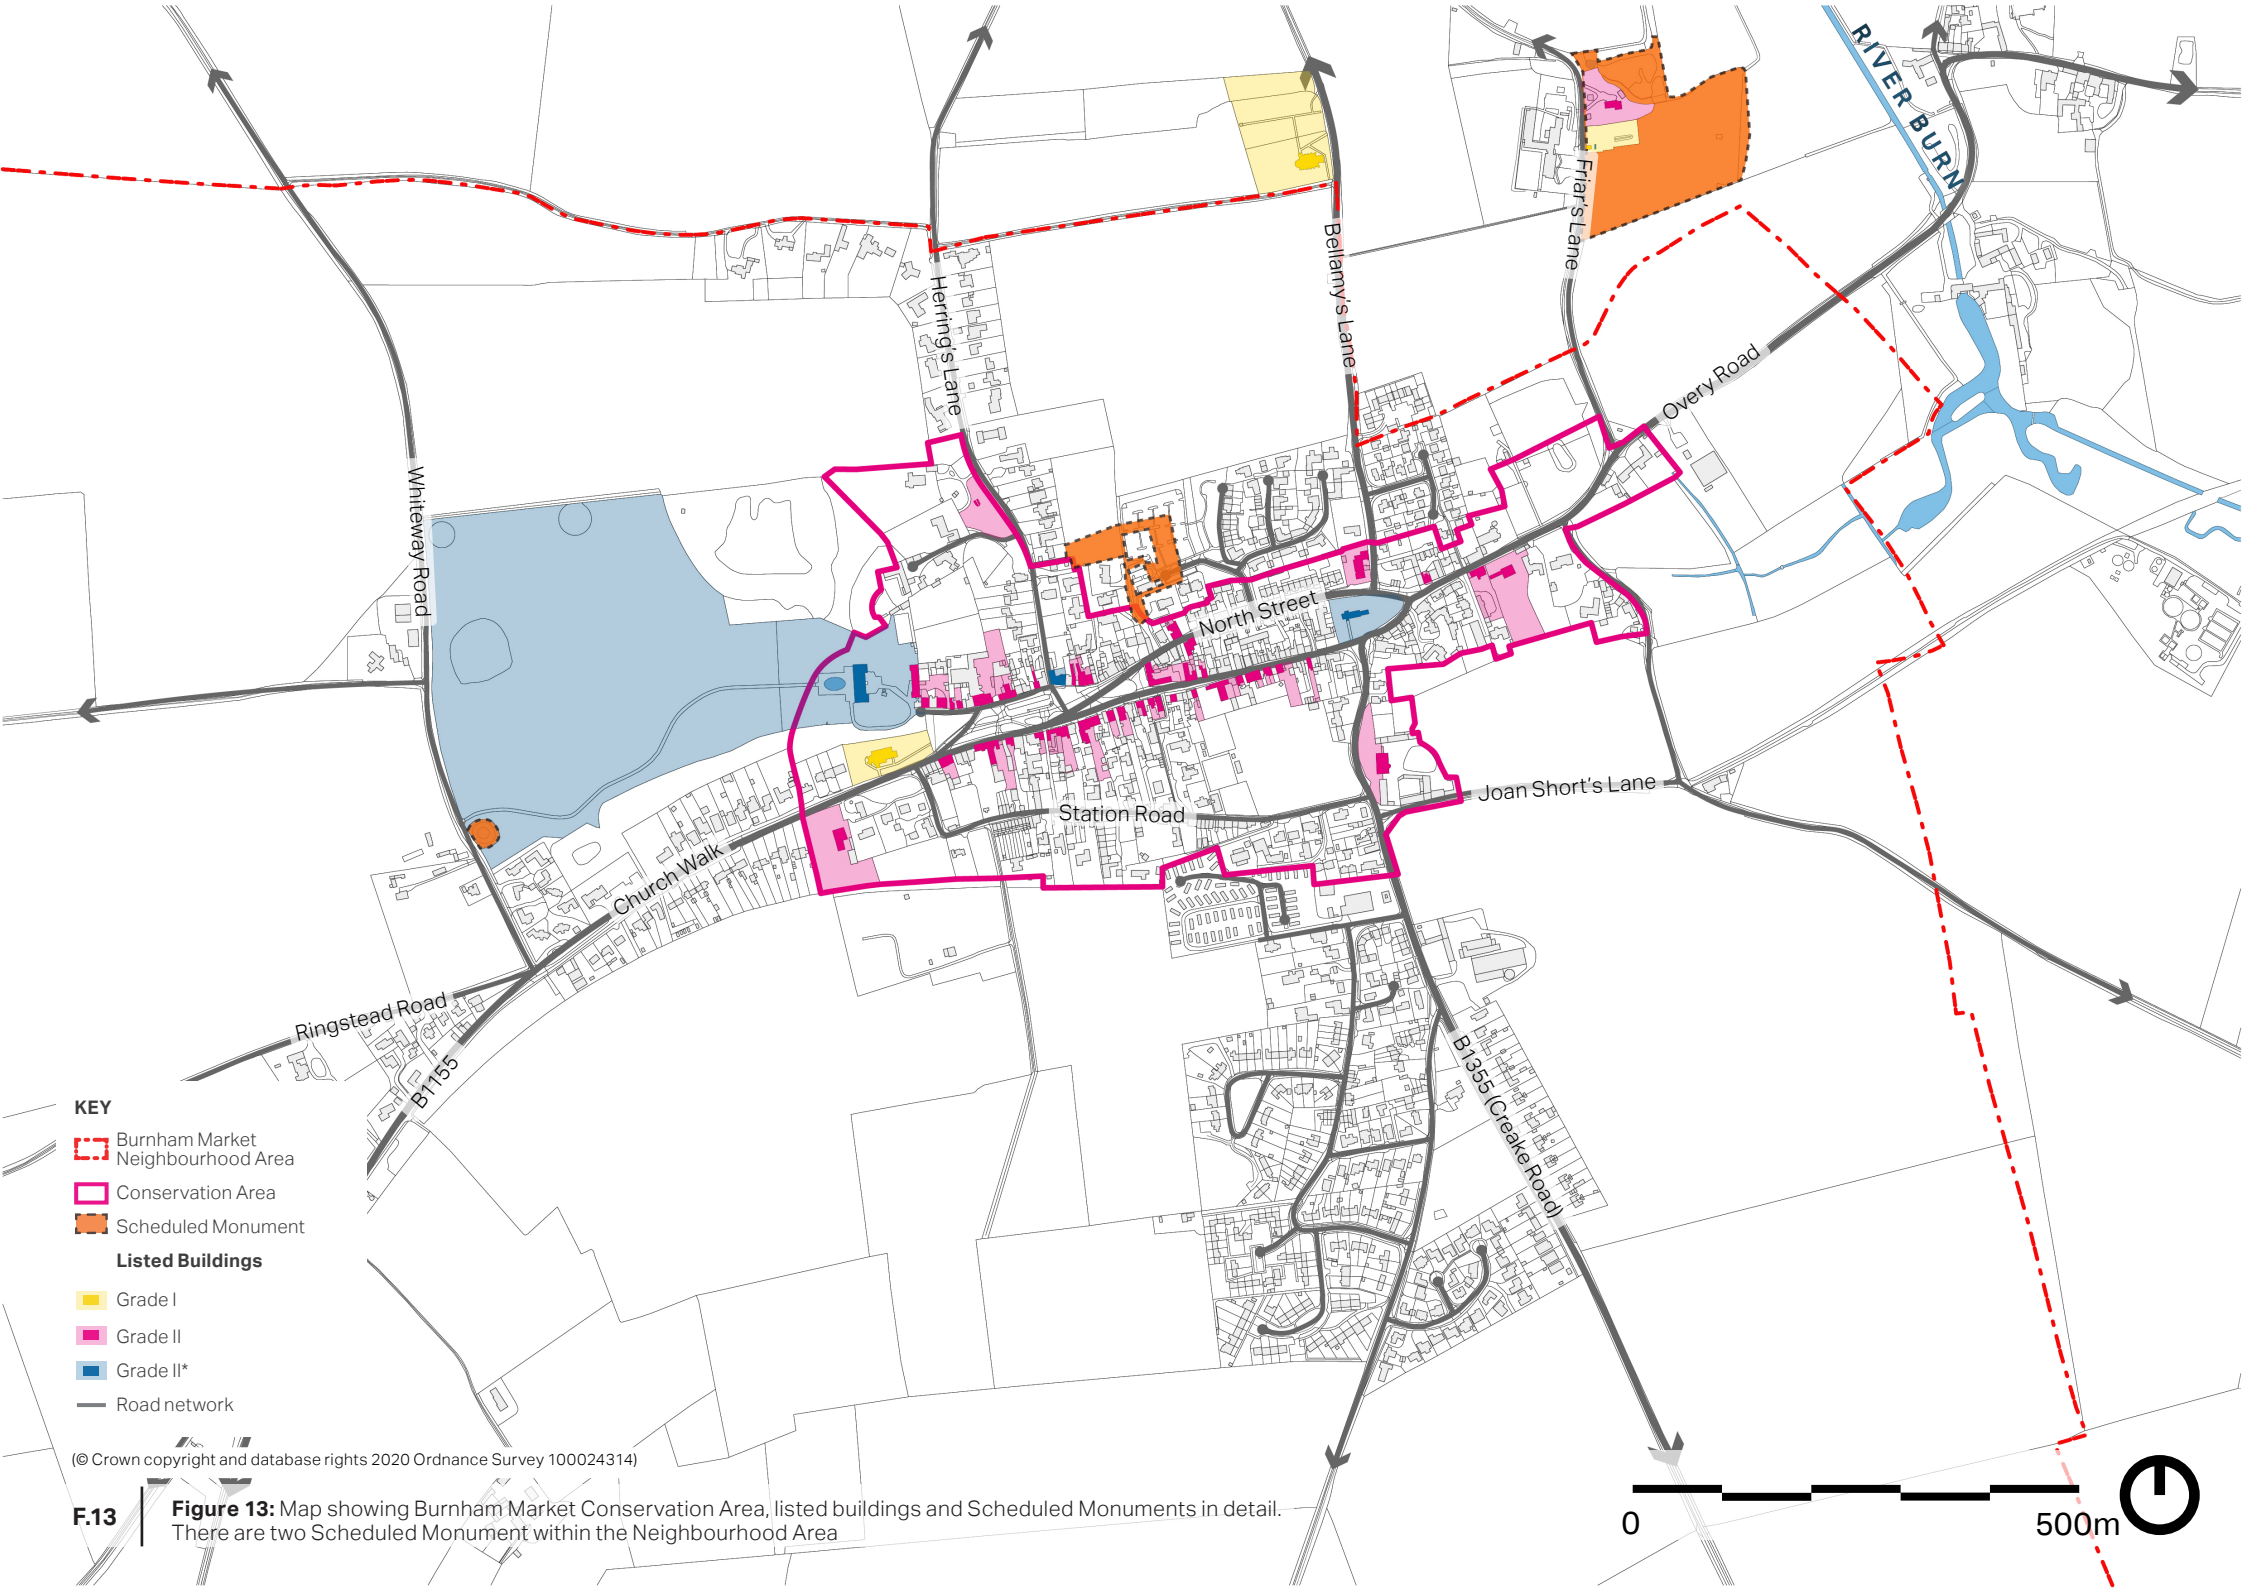 RIVER BURN
Friar's Lane
Bellamy's Lane
Herring's Lane
Overy Road
Whiteway Road
North Street
Joan Short's Lane
Station Road
Church Walk
Ringstead Road
B1155
B1355 (Creake Road)
KEY
Burnham Market
Neighbourhood Area
Conservation Area
Scheduled Monument
Listed Buildings
Grade I
Grade II
Grade II*
Road network
(© Crown copyright and database rights 2020 Ordnance Survey 100024314)
F.13
Figure 13: Map showing Burnham Market Conservation Area, listed buildings and Scheduled Monuments in detail.
There are two Scheduled Monument within the Neighbourhood Area
0
500m